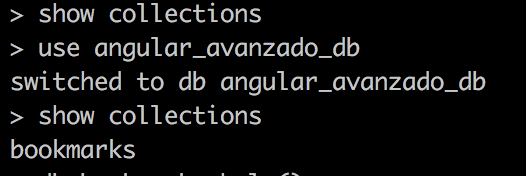 > show collections
> use angular_avanzado_db
switched to db angular_avanzado_db
> show collections
bookmarks